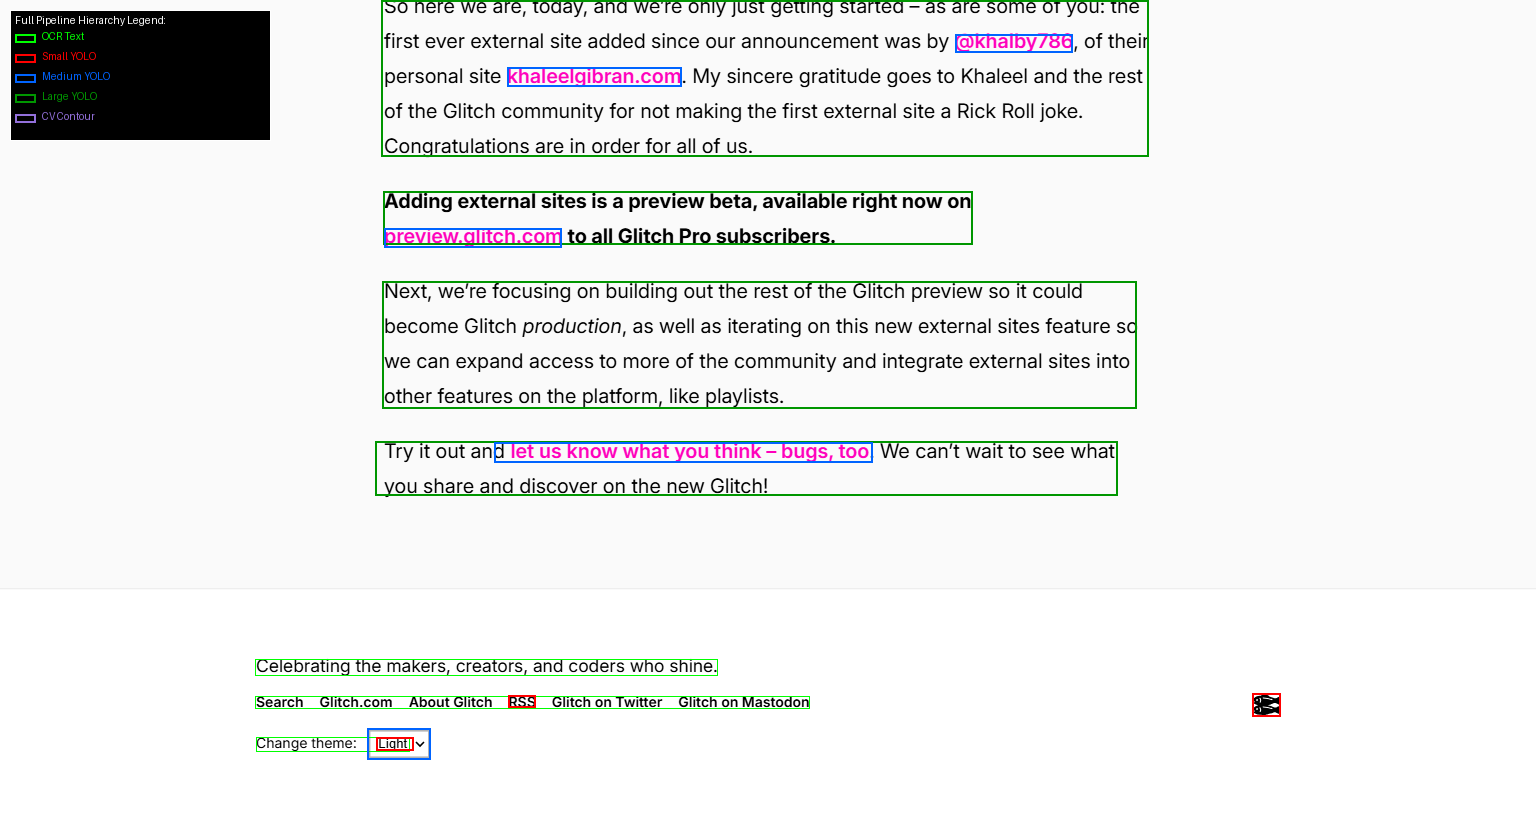 Full Pipeline Hierarchy Legend:
OCR Text
Small YOLO
Medium YOLO
Large YOLO
CV Contour
So here we are, today, and we’re only just getting started – as are some of you: the
first ever external site added since our announcement was by @khalby786, of their
personal site khaleelgibran.com. My sincere gratitude goes to Khaleel and the rest
of the Glitch community for not making the first external site a Rick Roll joke.
Congratulations are in order for all of us.
Adding external sites is a preview beta, available right now on
preview.glitch.com to all Glitch Pro subscribers.
Next, we’re focusing on building out the rest of the Glitch preview so it could
become Glitch production, as well as iterating on this new external sites feature so
we can expand access to more of the community and integrate external sites into
other features on the platform, like playlists.
Try it out and let us know what you think – bugs, too. We can’t wait to see what
you share and discover on the new Glitch!
Celebrating the makers, creators, and coders who shine.
Search Glitch.com About Glitch RSS Glitch on Twitter Glitch on Mastodon
Change theme: Light